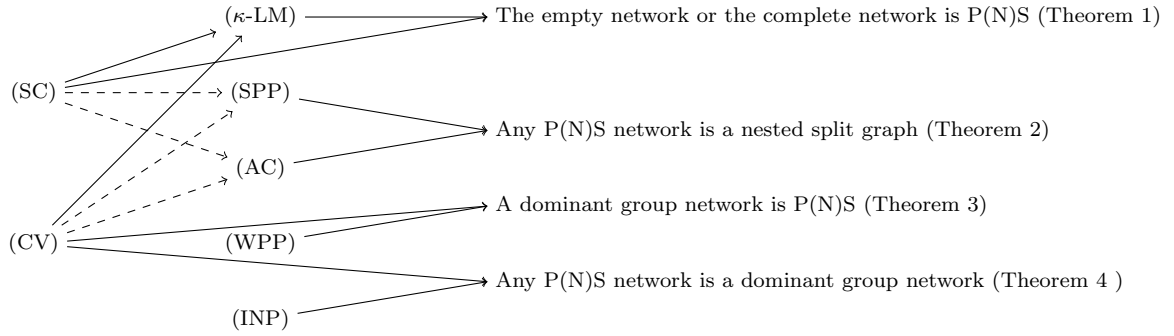 (κ-LM) The empty network or the complete network is P(N)S (Theorem 1)
(SC) (SPP)
Any P(N)S network is a nested split graph (Theorem 2)
(AC)
A dominant group network is P(N)S (Theorem 3)
(CV) (WPP)
Any P(N)S network is a dominant group network (Theorem 4 )
(INP)